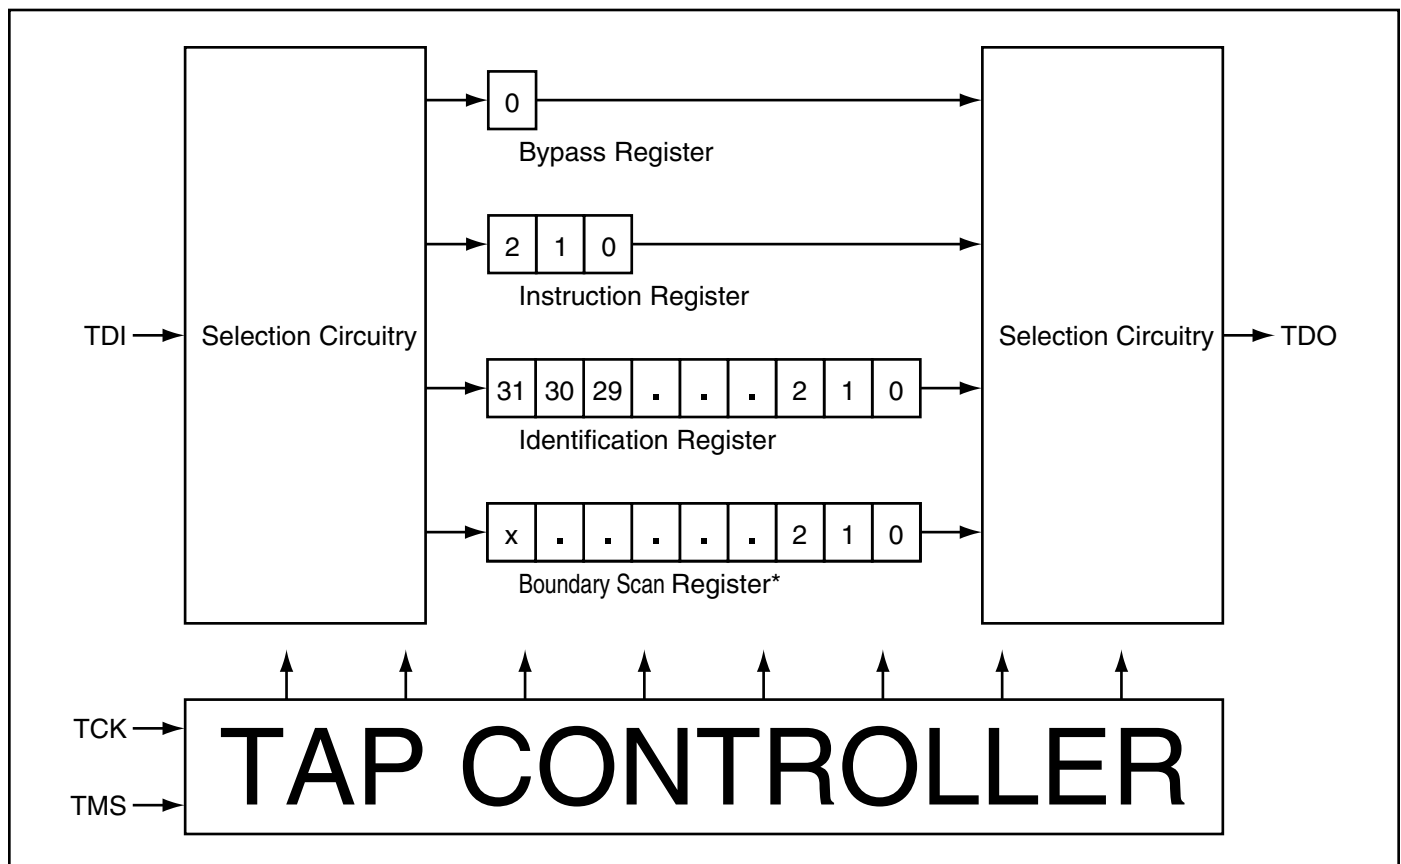 0
Bypass Register
2 1 0
Instruction Register
TDI Selection Circuitry Selection Circuitry TDO
31 30 29 . . . 2 1 0
Identification Register
x . . . . . 2 1 0
Boundary Scan Register*
TCK
TAP CONTROLLER
TMS